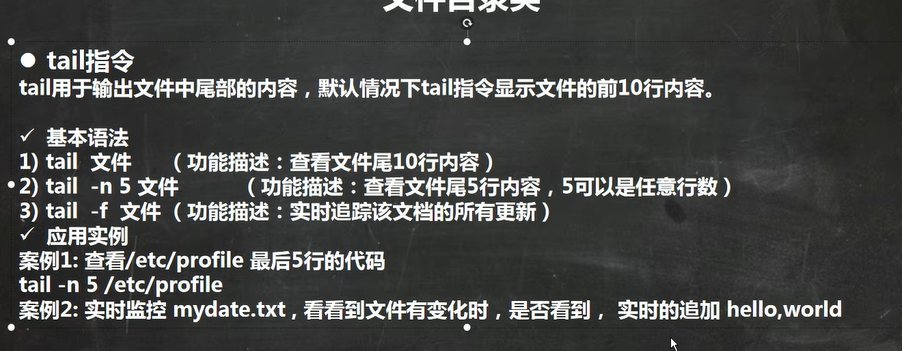 文件目录类
● tail指令
tail用于输出文件中尾部的内容，默认情况下tail指令显示文件的前10行内容。
✓ 基本语法
1) tail 文件 （功能描述：查看文件尾10行内容）
2) tail -n 5 文件 （功能描述：查看文件尾5行内容，5可以是任意行数）
3) tail -f 文件 （功能描述：实时追踪该文档的所有更新）
✓ 应用实例
案例1: 查看/etc/profile 最后5行的代码
tail -n 5 /etc/profile
案例2: 实时监控 mydate.txt , 看看到文件有变化时，是否看到， 实时的追加 hello,world